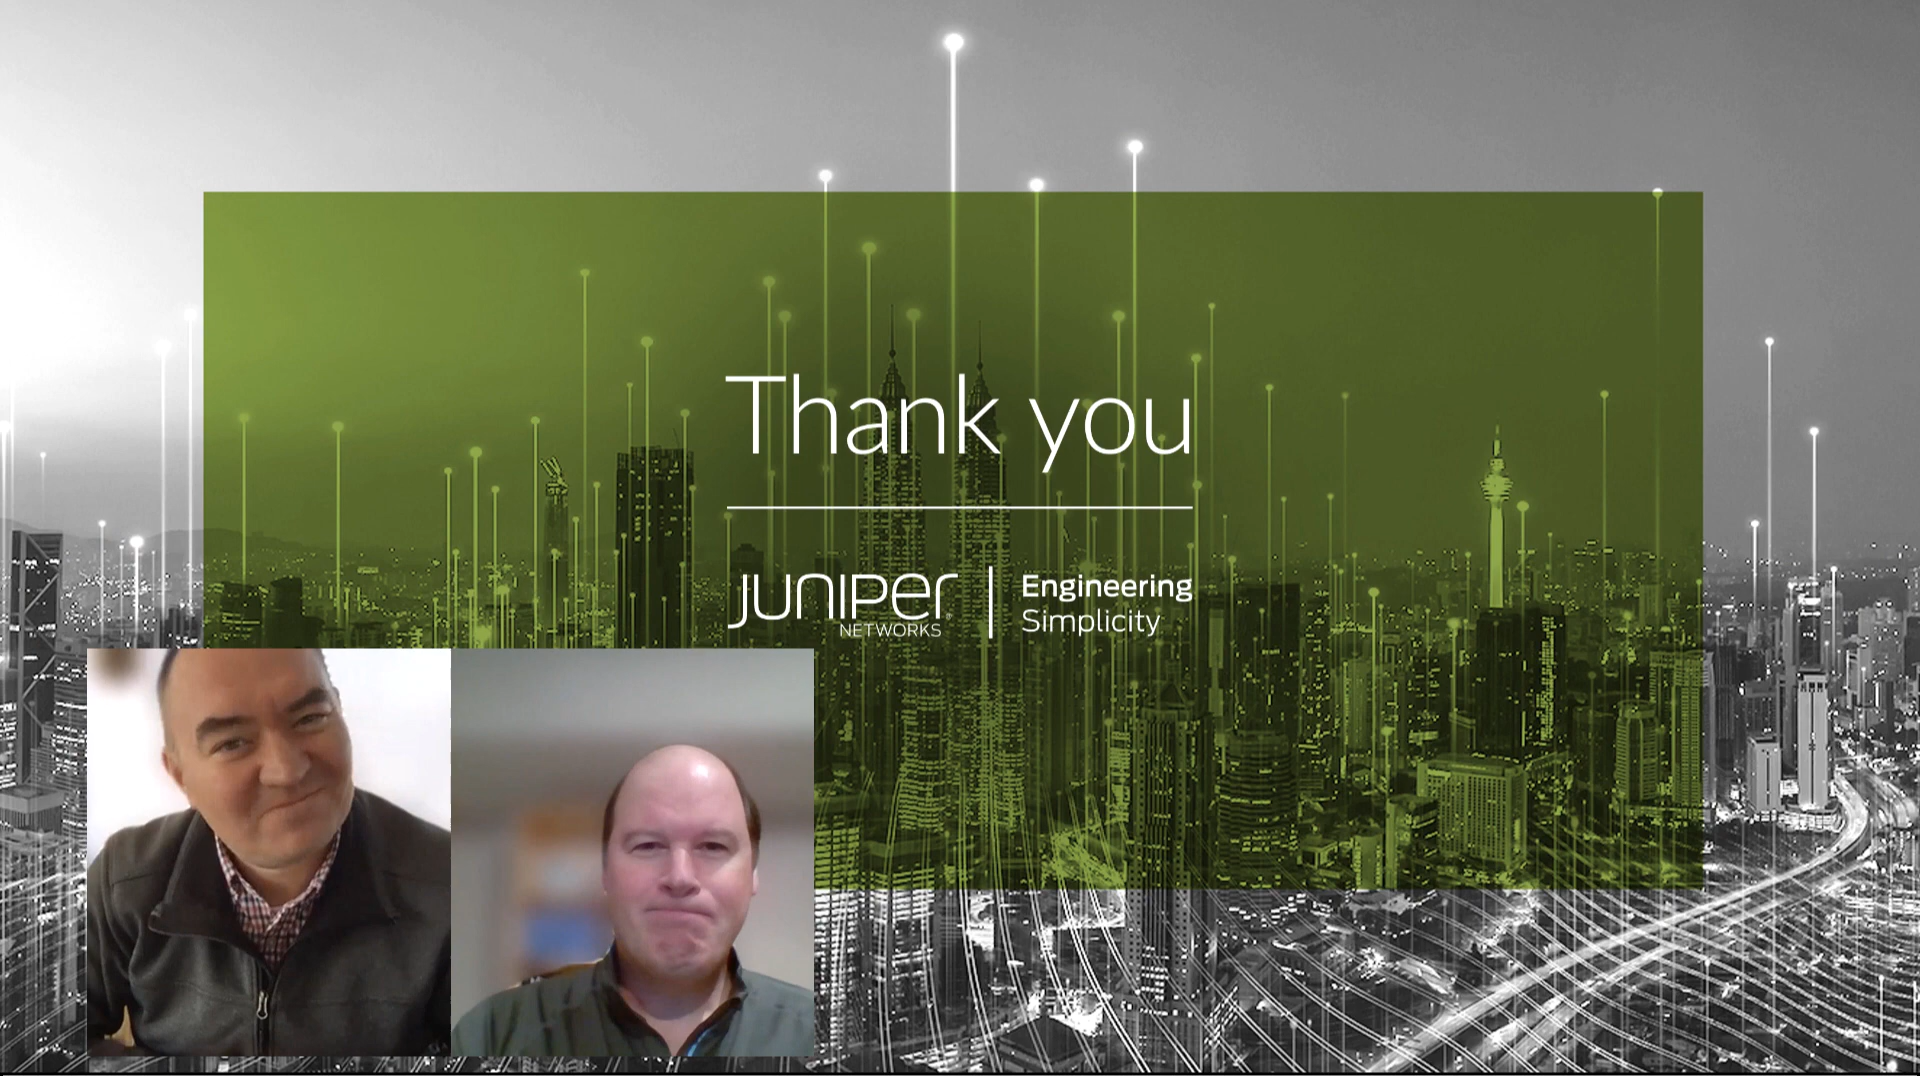 Thank you
JUNIPer
NETWORKS
Engineering
Simplicity